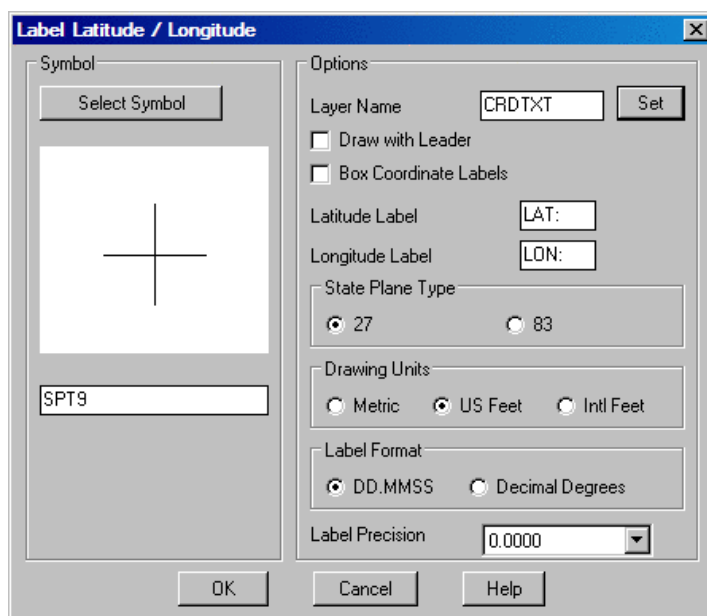 Label Latitude / Longitude
Symbol
Select Symbol
SPT9
Options
Layer Name CRDTXT Set
Draw with Leader
Box Coordinate Labels
Latitude Label LAT:
Longitude Label LON:
State Plane Type
27 83
Drawing Units
Metric US Feet Intl Feet
Label Format
DD.MMSS Decimal Degrees
Label Precision 0.0000
OK Cancel Help